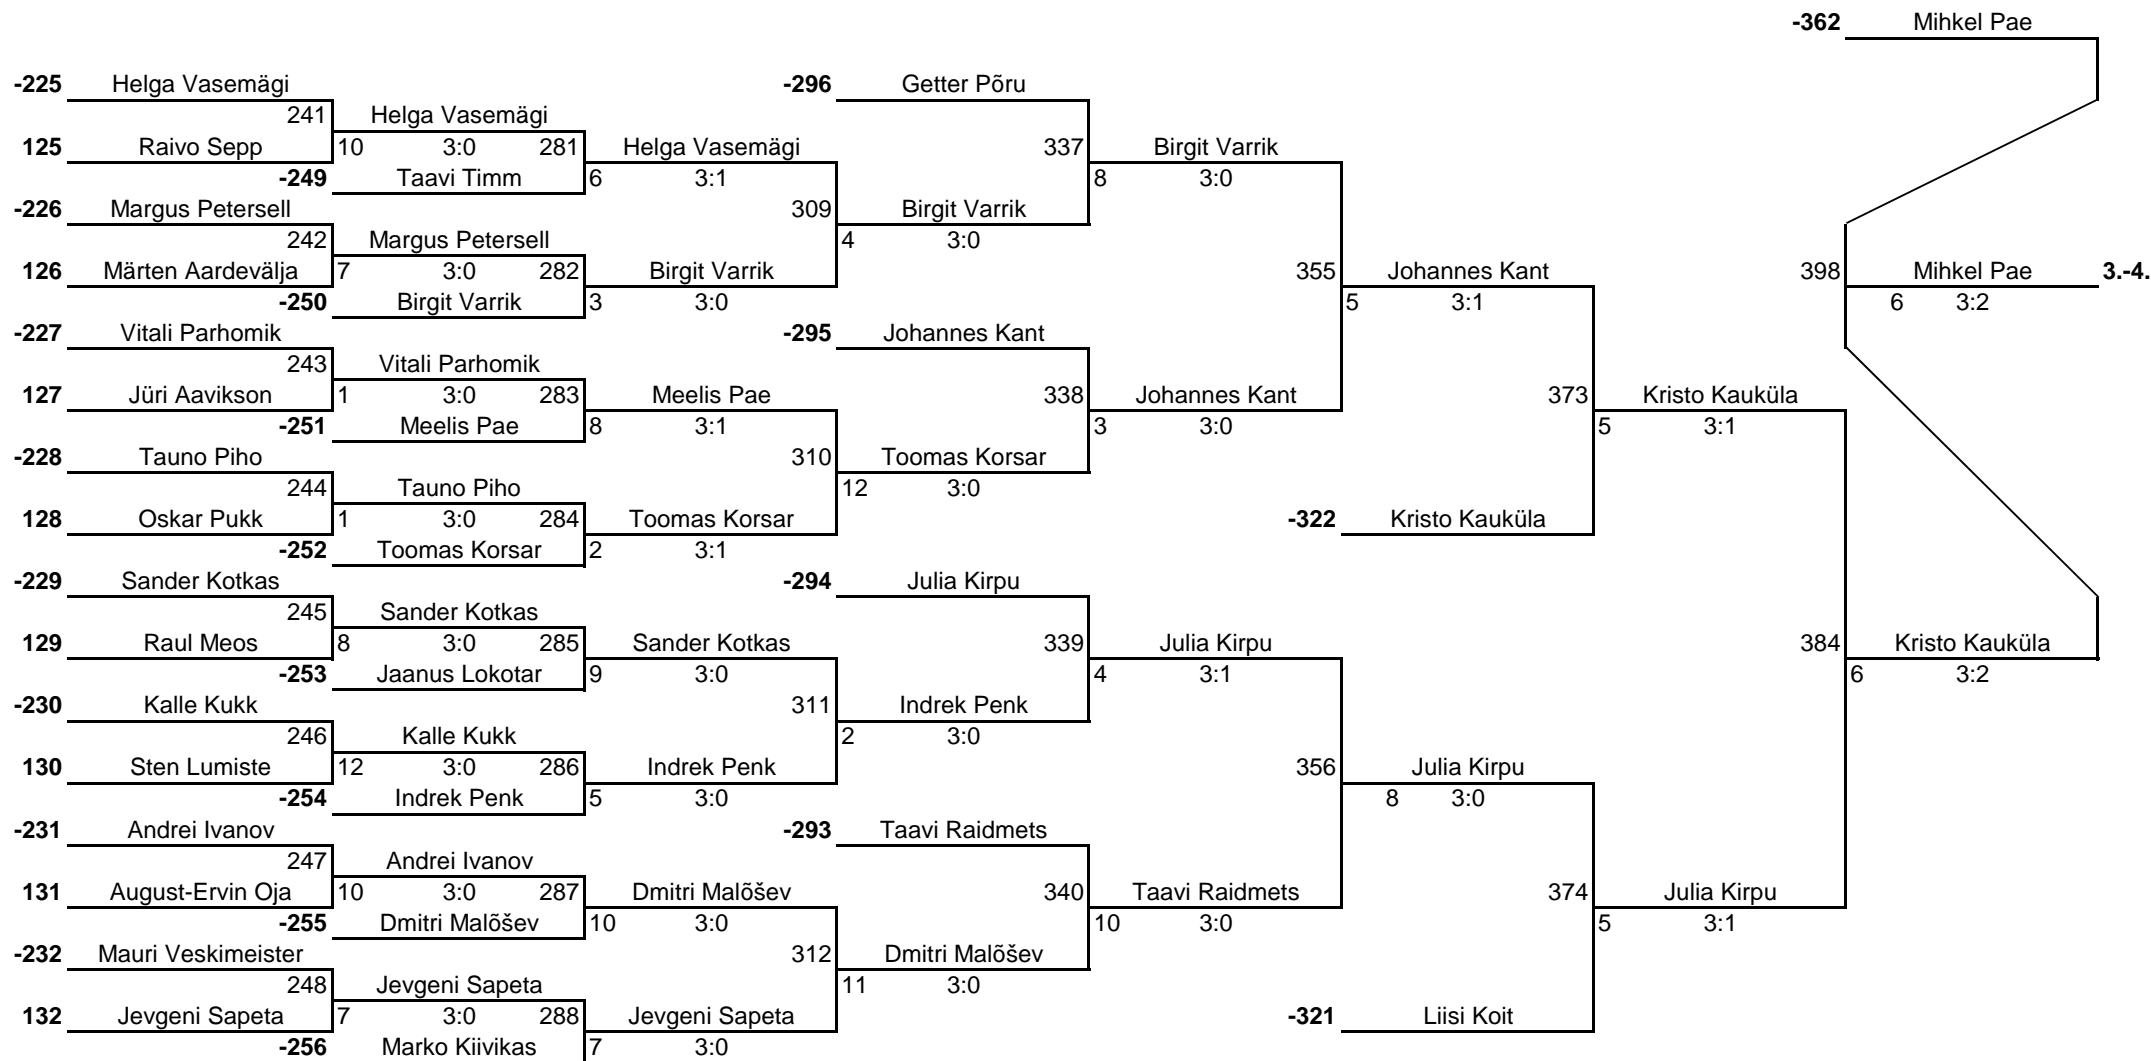 -362 Mihkel Pae
-225 Helga Vasemägi -296 Getter Põru
241 Helga Vasemägi
125 Raivo Sepp 10 3:0 281 Helga Vasemägi 337 Birgit Varrik
-249 Taavi Timm 6 3:1 8 3:0
-226 Margus Petersell 309 Birgit Varrik
242 Margus Petersell 4 3:0
126 Märten Aardevälja 7 3:0 282 Birgit Varrik 355 Johannes Kant 398 Mihkel Pae 3.-4.
-250 Birgit Varrik 3 3:0 5 3:1 6 3:2
-227 Vitali Parhomik -295 Johannes Kant
243 Vitali Parhomik
127 Jüri Aavikson 1 3:0 283 Meelis Pae 338 Johannes Kant 373 Kristo Kauküla
-251 Meelis Pae 8 3:1 3 3:0 5 3:1
-228 Tauno Piho 310 Toomas Korsar
244 Tauno Piho 12 3:0
128 Oskar Pukk 1 3:0 284 Toomas Korsar -322 Kristo Kauküla
-252 Toomas Korsar 2 3:1
-229 Sander Kotkas -294 Julia Kirpu
245 Sander Kotkas
129 Raul Meos 8 3:0 285 Sander Kotkas 339 Julia Kirpu 384 Kristo Kauküla
-253 Jaanus Lokotar 9 3:0 4 3:1 6 3:2
-230 Kalle Kukk 311 Indrek Penk
246 Kalle Kukk 2 3:0
130 Sten Lumiste 12 3:0 286 Indrek Penk 356 Julia Kirpu
-254 Indrek Penk 5 3:0 8 3:0
-231 Andrei Ivanov -293 Taavi Raidmets
247 Andrei Ivanov
131 August-Ervin Oja 10 3:0 287 Dmitri Malõšev 340 Taavi Raidmets 374 Julia Kirpu
-255 Dmitri Malõšev 10 3:0 10 3:0 5 3:1
-232 Mauri Veskimeister 312 Dmitri Malõšev
248 Jevgeni Sapeta 11 3:0
132 Jevgeni Sapeta 7 3:0 288 Jevgeni Sapeta -321 Liisi Koit
-256 Marko Kiivikas 7 3:0